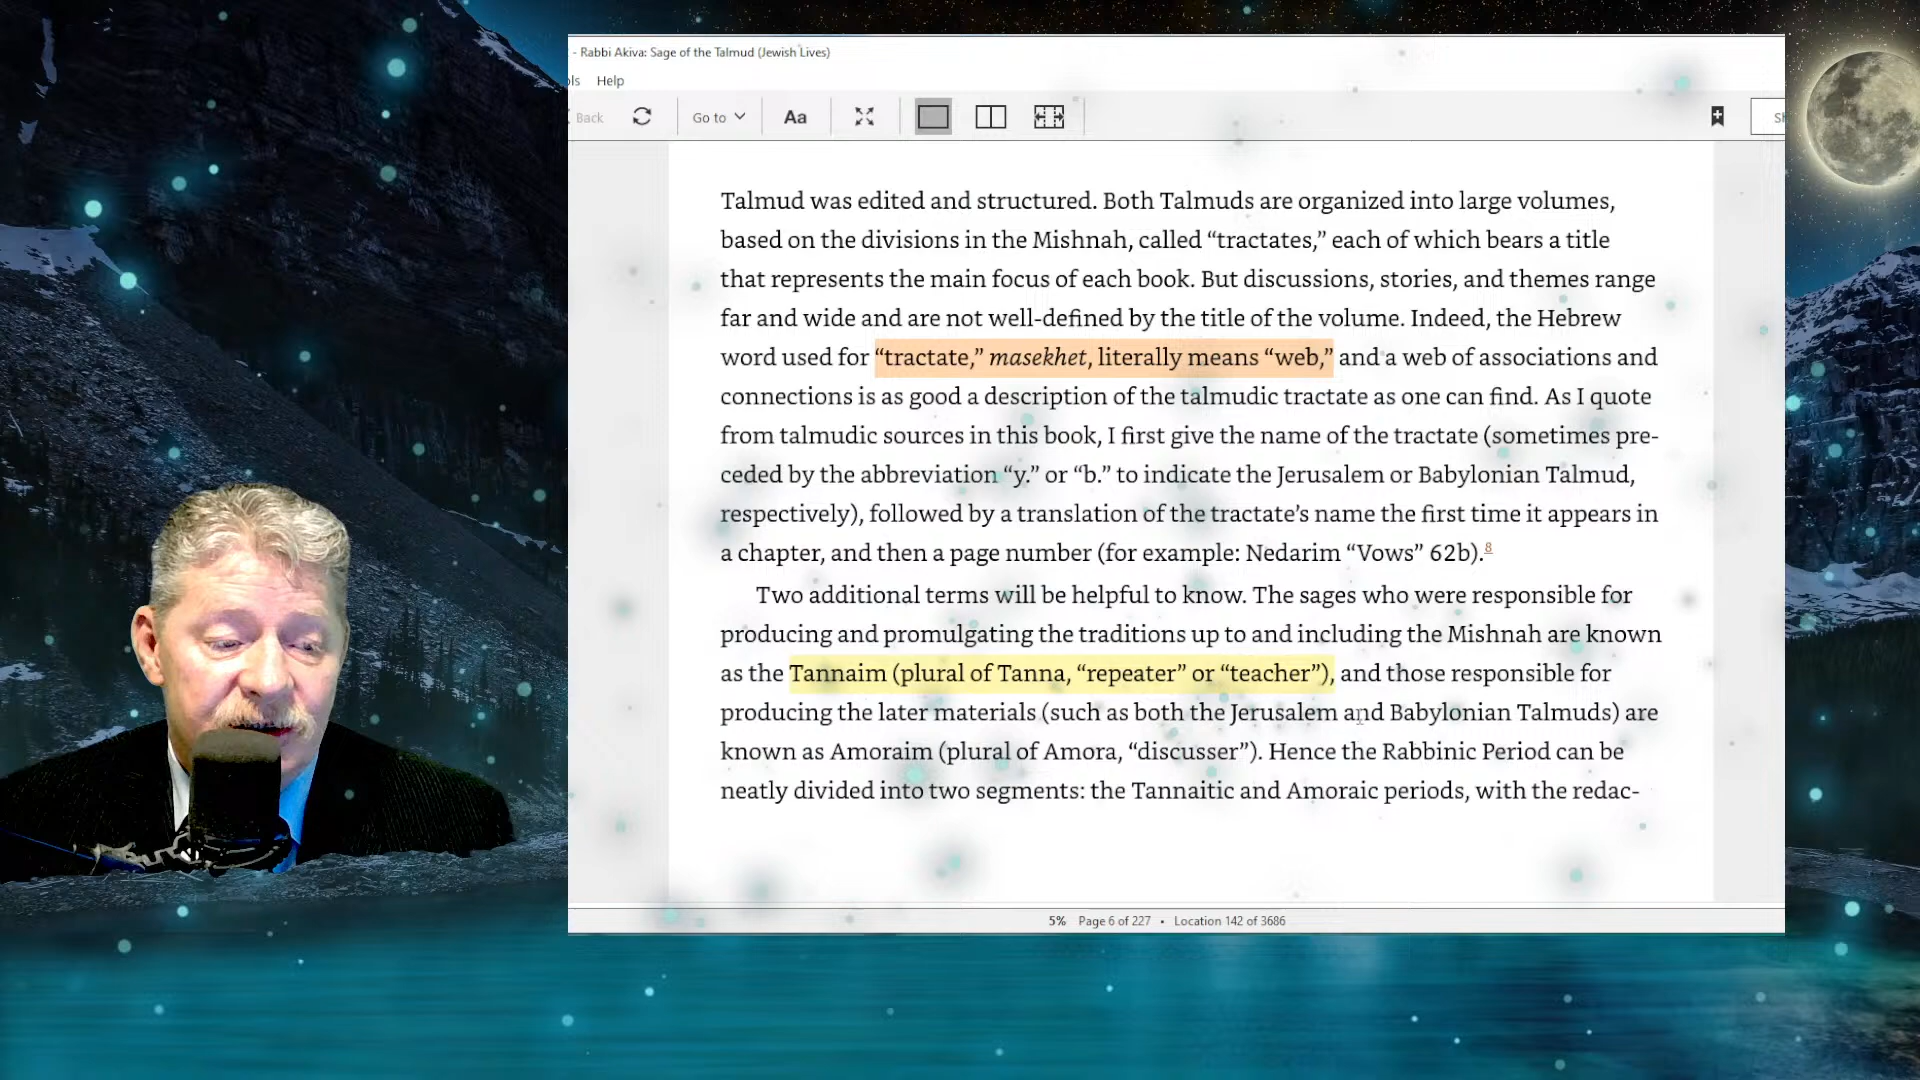 - Rabbi Akiva: Sage of the Talmud (Jewish Lives)
ols Help
Back Go to Aa
Talmud was edited and structured. Both Talmuds are organized into large volumes,
based on the divisions in the Mishnah, called “tractates,” each of which bears a title
that represents the main focus of each book. But discussions, stories, and themes range
far and wide and are not well-defined by the title of the volume. Indeed, the Hebrew
word used for “tractate,” masekhet, literally means “web,” and a web of associations and
connections is as good a description of the talmudic tractate as one can find. As I quote
from talmudic sources in this book, I first give the name of the tractate (sometimes pre-
ceded by the abbreviation “y.” or “b.” to indicate the Jerusalem or Babylonian Talmud,
respectively), followed by a translation of the tractate’s name the first time it appears in
a chapter, and then a page number (for example: Nedarim “Vows” 62b).8
Two additional terms will be helpful to know. The sages who were responsible for
producing and promulgating the traditions up to and including the Mishnah are known
as the Tannaim (plural of Tanna, “repeater” or “teacher”), and those responsible for
producing the later materials (such as both the Jerusalem and Babylonian Talmuds) are
known as Amoraim (plural of Amora, “discusser”). Hence the Rabbinic Period can be
neatly divided into two segments: the Tannaitic and Amoraic periods, with the redac-
5% Page 6 of 227 • Location 142 of 3686